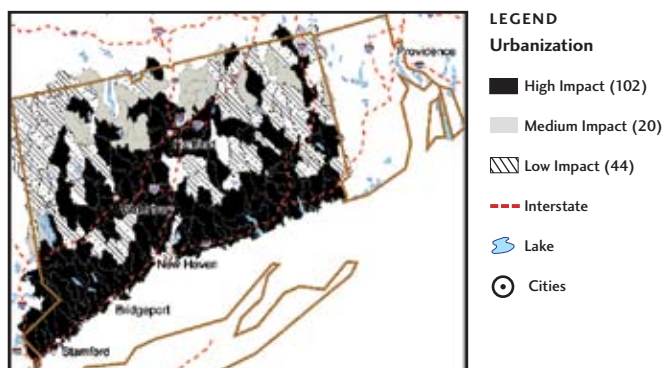 Providence
New Haven
Bridgeport
Stamford
LEGEND
Urbanization
High Impact (102)
Medium Impact (20)
Low Impact (44)
Interstate
Lake
Cities